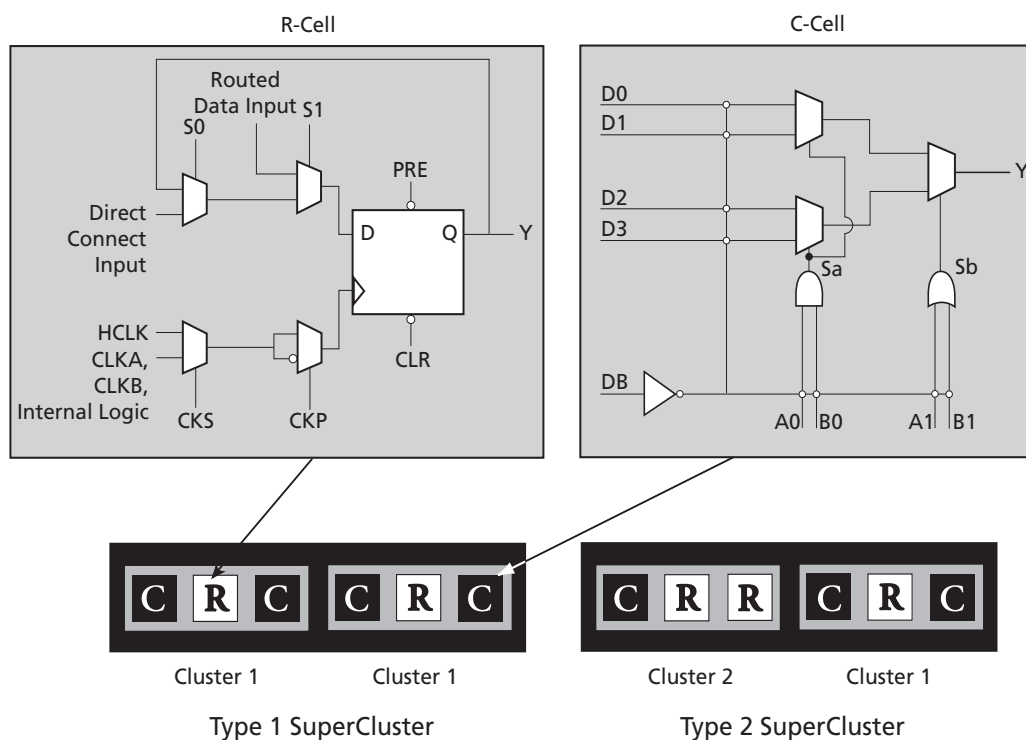 R-Cell
C-Cell
Routed
Data Input
S1
S0
PRE
Direct
Connect
Input
D
Q
Y
HCLK
CLKA,
CLKB,
Internal Logic
CKS
CKP
CLR
D0
D1
D2
D3
Sa
Sb
Y
DB
A0
B0
A1
B1
C R C C R C
C R R C R C
Cluster 1
Cluster 1
Cluster 2
Cluster 1
Type 1 SuperCluster
Type 2 SuperCluster